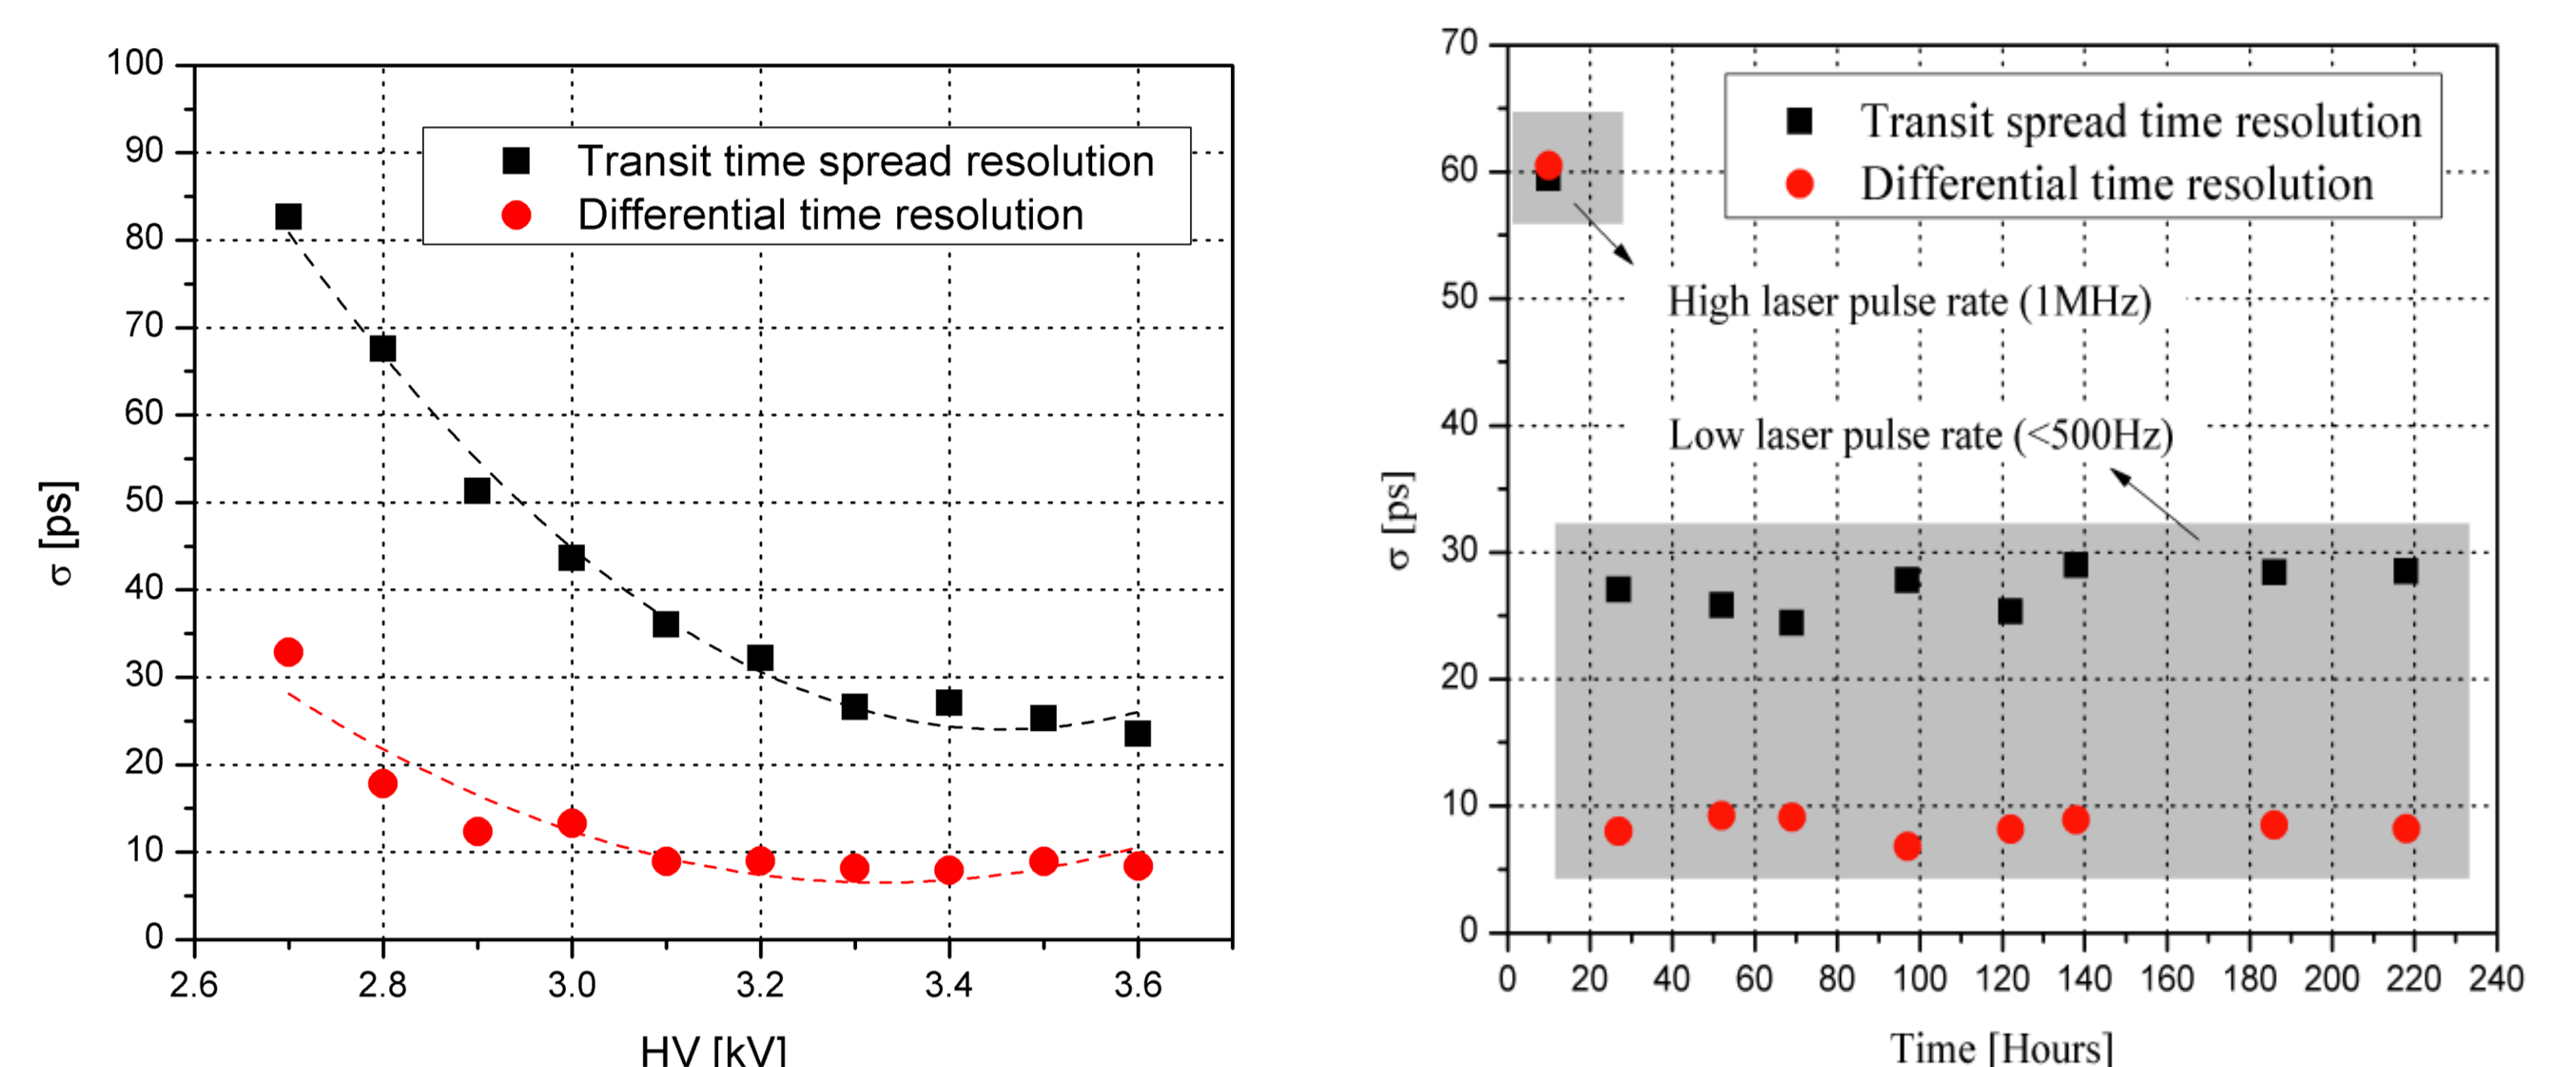 100
90
80
70
60
50
40
30
20
10
0
σ [ps]
Transit time spread resolution
Differential time resolution
2.6 2.8 3.0 3.2 3.4 3.6
HV [kV]
70
60
50
40
30
20
10
0
σ [ps]
Transit spread time resolution
Differential time resolution
High laser pulse rate (1MHz)
Low laser pulse rate (<500Hz)
0 20 40 60 80 100 120 140 160 180 200 220 240
Time [Hours]